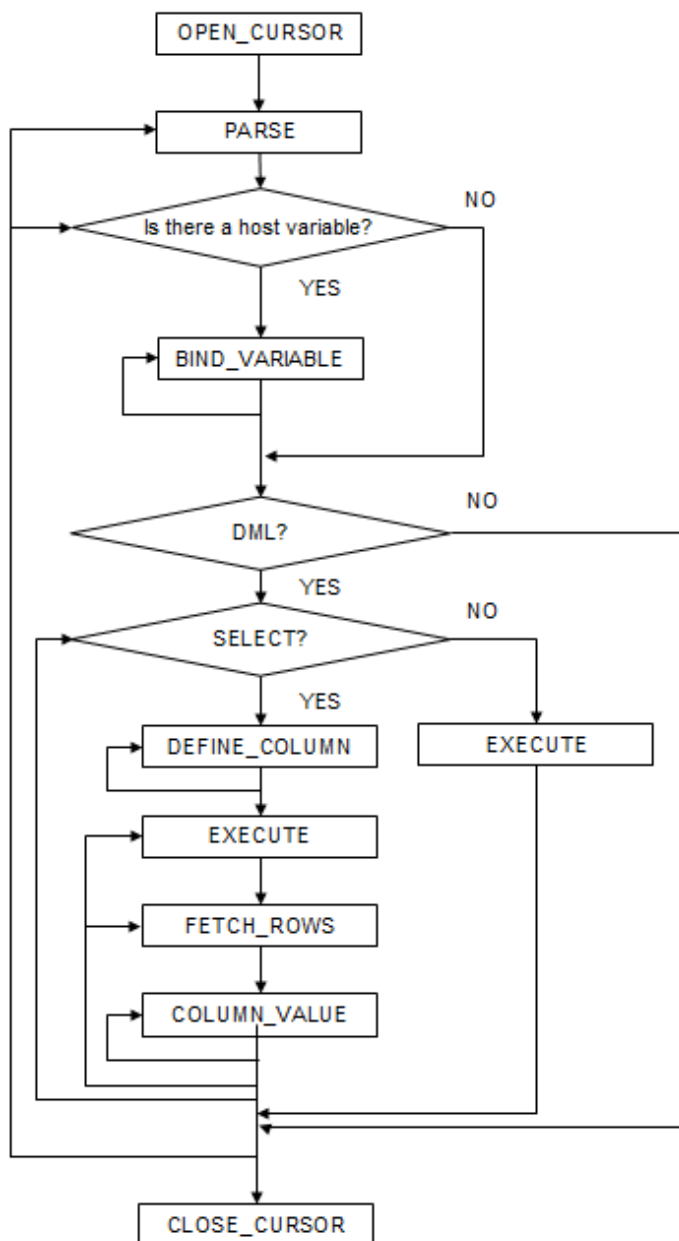 OPEN_CURSOR
PARSE
NO
Is there a host variable?
YES
BIND_VARIABLE
NO
DML?
YES
NO
SELECT?
YES
DEFINE_COLUMN
EXECUTE
EXECUTE
FETCH_ROWS
COLUMN_VALUE
CLOSE_CURSOR